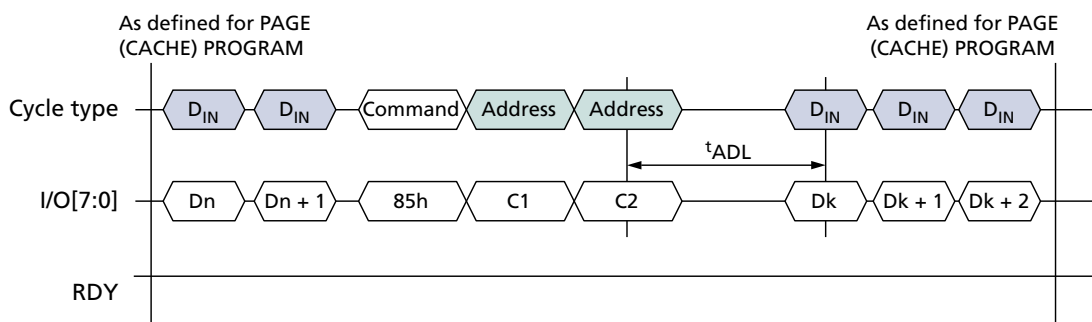 As defined for PAGE
(CACHE) PROGRAM
As defined for PAGE
(CACHE) PROGRAM
Cycle type DIN DIN Command Address Address DIN DIN DIN
tADL
I/O[7:0] Dn Dn + 1 85h C1 C2 Dk Dk + 1 Dk + 2
RDY